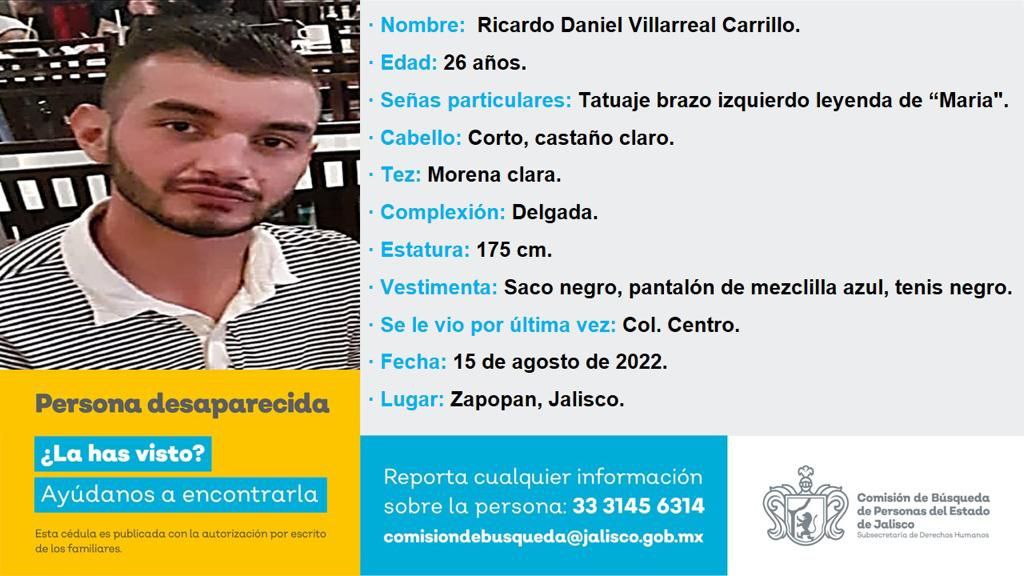 · Nombre: Ricardo Daniel Villarreal Carrillo.
· Edad: 26 años.
· Señas particulares: Tatuaje brazo izquierdo leyenda de “Maria".
· Cabello: Corto, castaño claro.
· Tez: Morena clara.
· Complexión: Delgada.
· Estatura: 175 cm.
· Vestimenta: Saco negro, pantalón de mezclilla azul, tenis negro.
· Se le vio por última vez: Col. Centro.
· Fecha: 15 de agosto de 2022.
· Lugar: Zapopan, Jalisco.
Persona desaparecida
¿La has visto?
Ayúdanos a encontrarla
Esta cédula es publicada con la autorización por escrito
de los familiares.
Reporta cualquier información
sobre la persona: 33 3145 6314
comisiondebusqueda@jalisco.gob.mx
Comisión de Búsqueda
de Personas del Estado
de Jalisco
Subsecretaría de Derechos Humanos